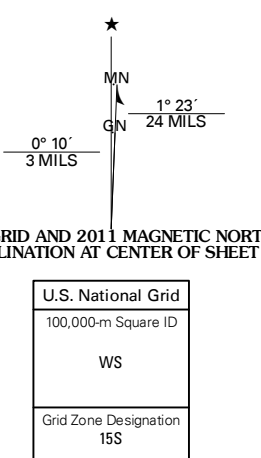 ★
MN
GN
1° 23´
24 MILS
0° 10´
3 MILS
GRID AND 2011 MAGNETIC NORT
LINATION AT CENTER OF SHEET
U.S. National Grid
100,000-m Square ID
WS
Grid Zone Designation
15S